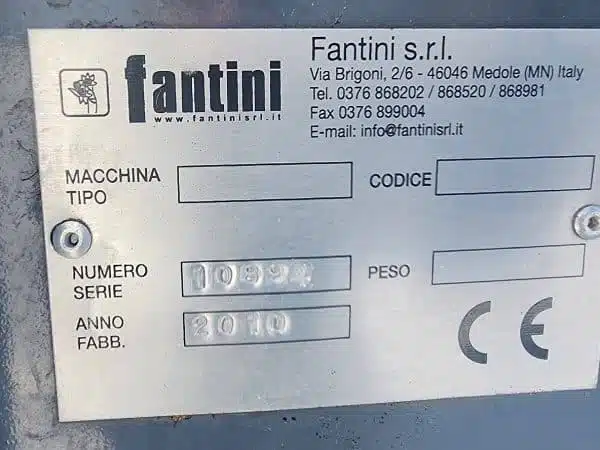 fantini
www.fantinisrl.it
Fantini s.r.l.
Via Brigoni, 2/6 - 46046 Medole (MN) Italy
Tel. 0376 868202 / 868520 / 868981
Fax 0376 899004
E-mail: info@fantinisrl.it
MACCHINA TIPO
CODICE
NUMERO SERIE
PESO
ANNO FABB. 2010
CE